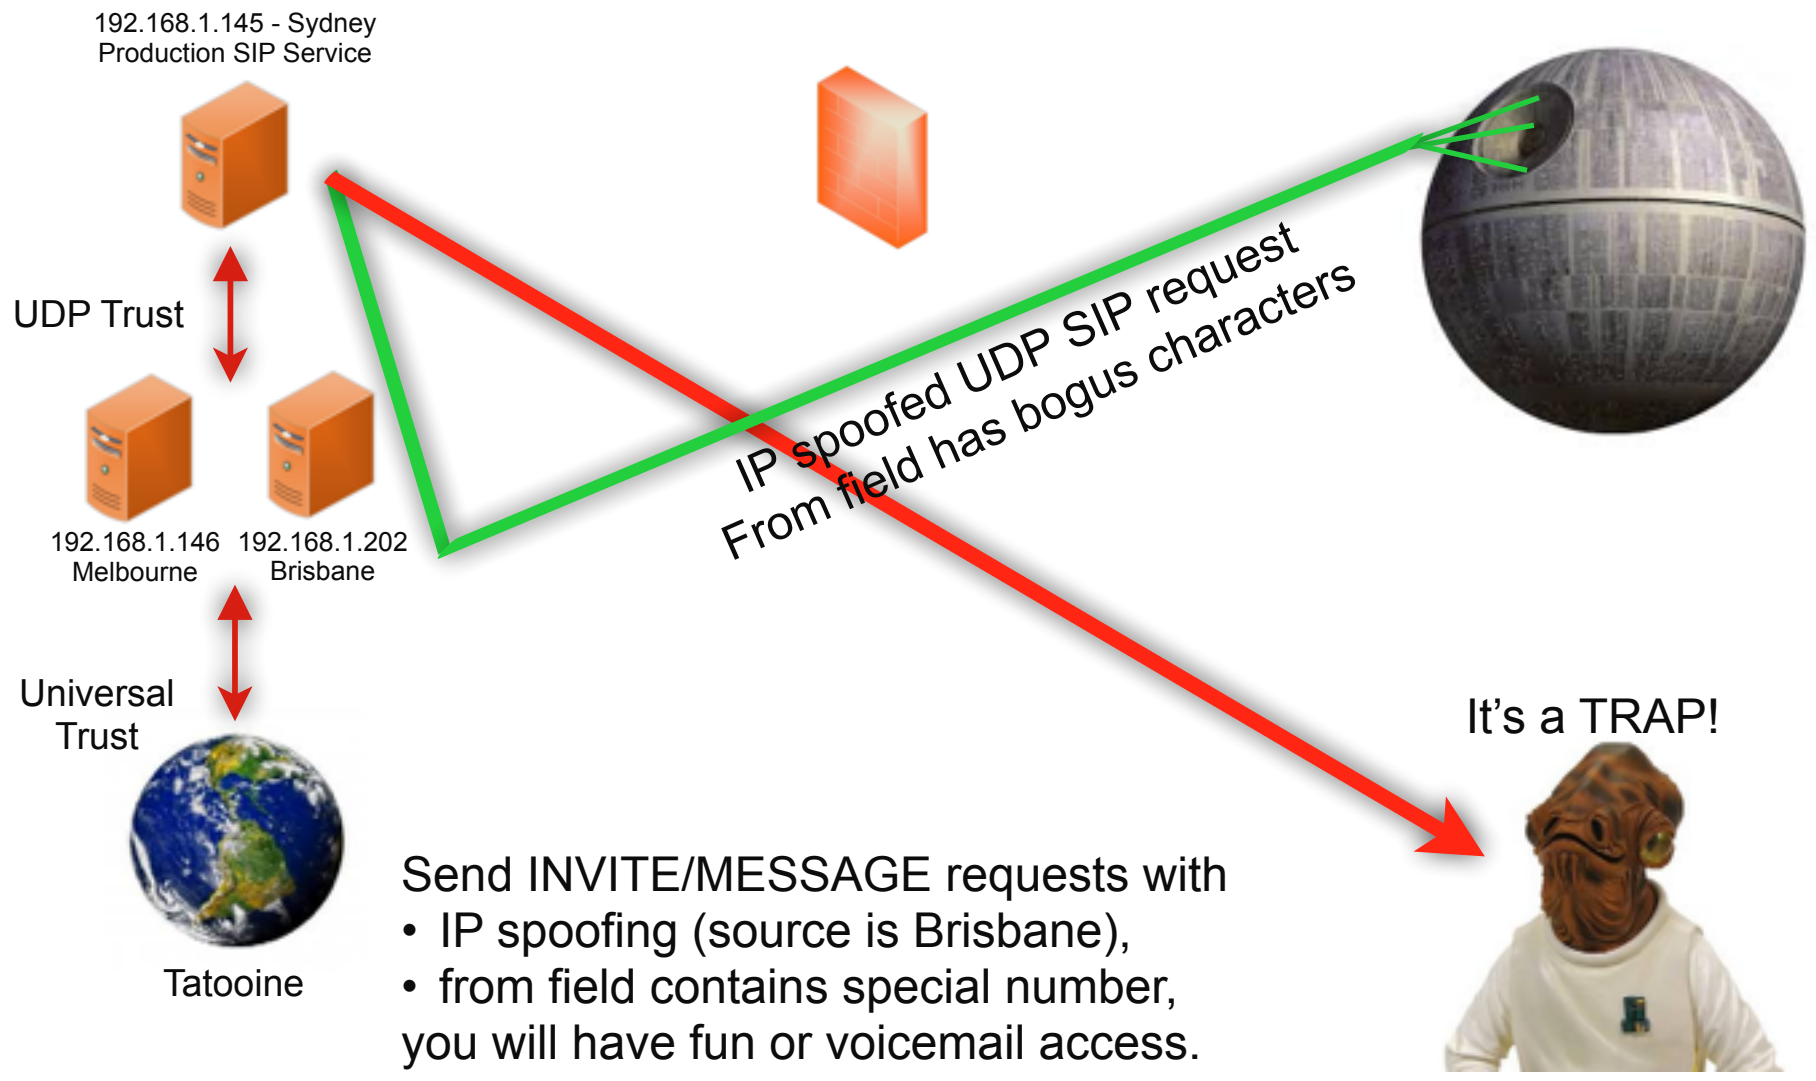 192.168.1.145 - Sydney
Production SIP Service
UDP Trust
192.168.1.146
Melbourne
192.168.1.202
Brisbane
IP spoofed UDP SIP request
From field has bogus characters
Universal
Trust
Tatooine
It’s a TRAP!
Send INVITE/MESSAGE requests with
• IP spoofing (source is Brisbane),
• from field contains special number,
you will have fun or voicemail access.